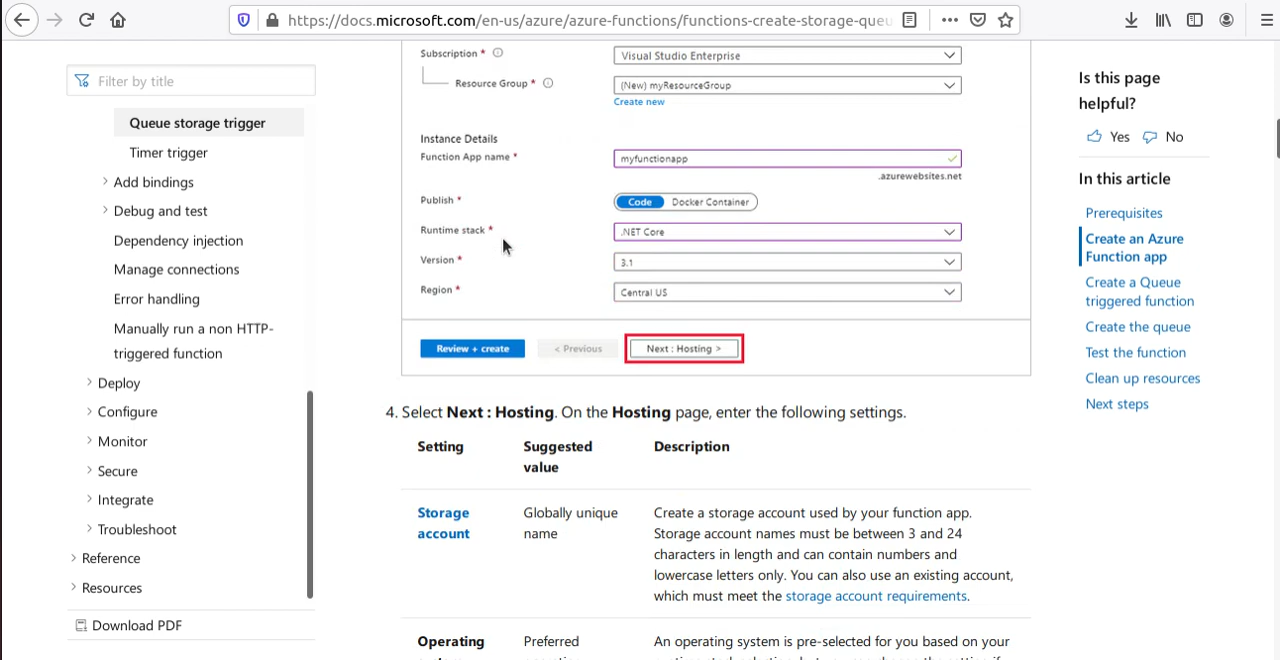 https://docs.microsoft.com/en-us/azure/azure-functions/functions-create-storage-queu
Filter by title
Queue storage trigger
Timer trigger
Add bindings
Debug and test
Dependency injection
Manage connections
Error handling
Manually run a non HTTP-
triggered function
Deploy
Configure
Monitor
Secure
Integrate
Troubleshoot
Reference
Resources
Download PDF
Subscription *
Visual Studio Enterprise
Resource Group *
(New) myResourceGroup
Create new
Instance Details
Function App name *
myfunctionapp
.azurewebsites.net
Publish *
Code Docker Container
Runtime stack *
.NET Core
Version *
3.1
Region *
Central US
Review + create < Previous Next : Hosting >
4. Select Next : Hosting. On the Hosting page, enter the following settings.
Setting Suggested Description
value
Storage Globally unique Create a storage account used by your function app.
account name Storage account names must be between 3 and 24
characters in length and can contain numbers and
lowercase letters only. You can also use an existing account,
which must meet the storage account requirements.
Operating Preferred An operating system is pre-selected for you based on your
Is this page
helpful?
Yes No
In this article
Prerequisites
Create an Azure
Function app
Create a Queue
triggered function
Create the queue
Test the function
Clean up resources
Next steps